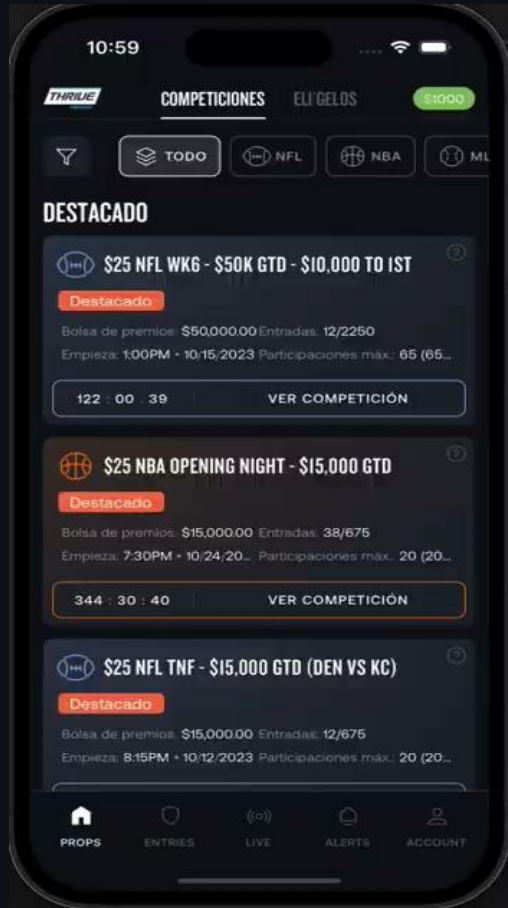 10:59
THRIVE
COMPETICIONES ELI'GELOS $1000
TODO NFL NBA ML
DESTACADO
$25 NFL WK6 - $50K GTD - $10,000 TO 1ST
Destacado
Bolsa de premios: $50,000.00 Entradas: 12/2250
Empieza: 1:00PM • 10/15/2023 Participaciones máx.: 65 (65...
122 : 00 : 39 VER COMPETICIÓN
$25 NBA OPENING NIGHT - $15,000 GTD
Destacado
Bolsa de premios: $15,000.00 Entradas: 38/675
Empieza: 7:30PM • 10/24/20... Participaciones máx.: 20 (20...
344 : 30 : 40 VER COMPETICIÓN
$25 NFL TNF - $15,000 GTD (DEN VS KC)
Destacado
Bolsa de premios: $15,000.00 Entradas: 12/675
Empieza: 8:15PM • 10/12/2023 Participaciones máx.: 20 (20...
PROPS ENTRIES LIVE ALERTS ACCOUNT